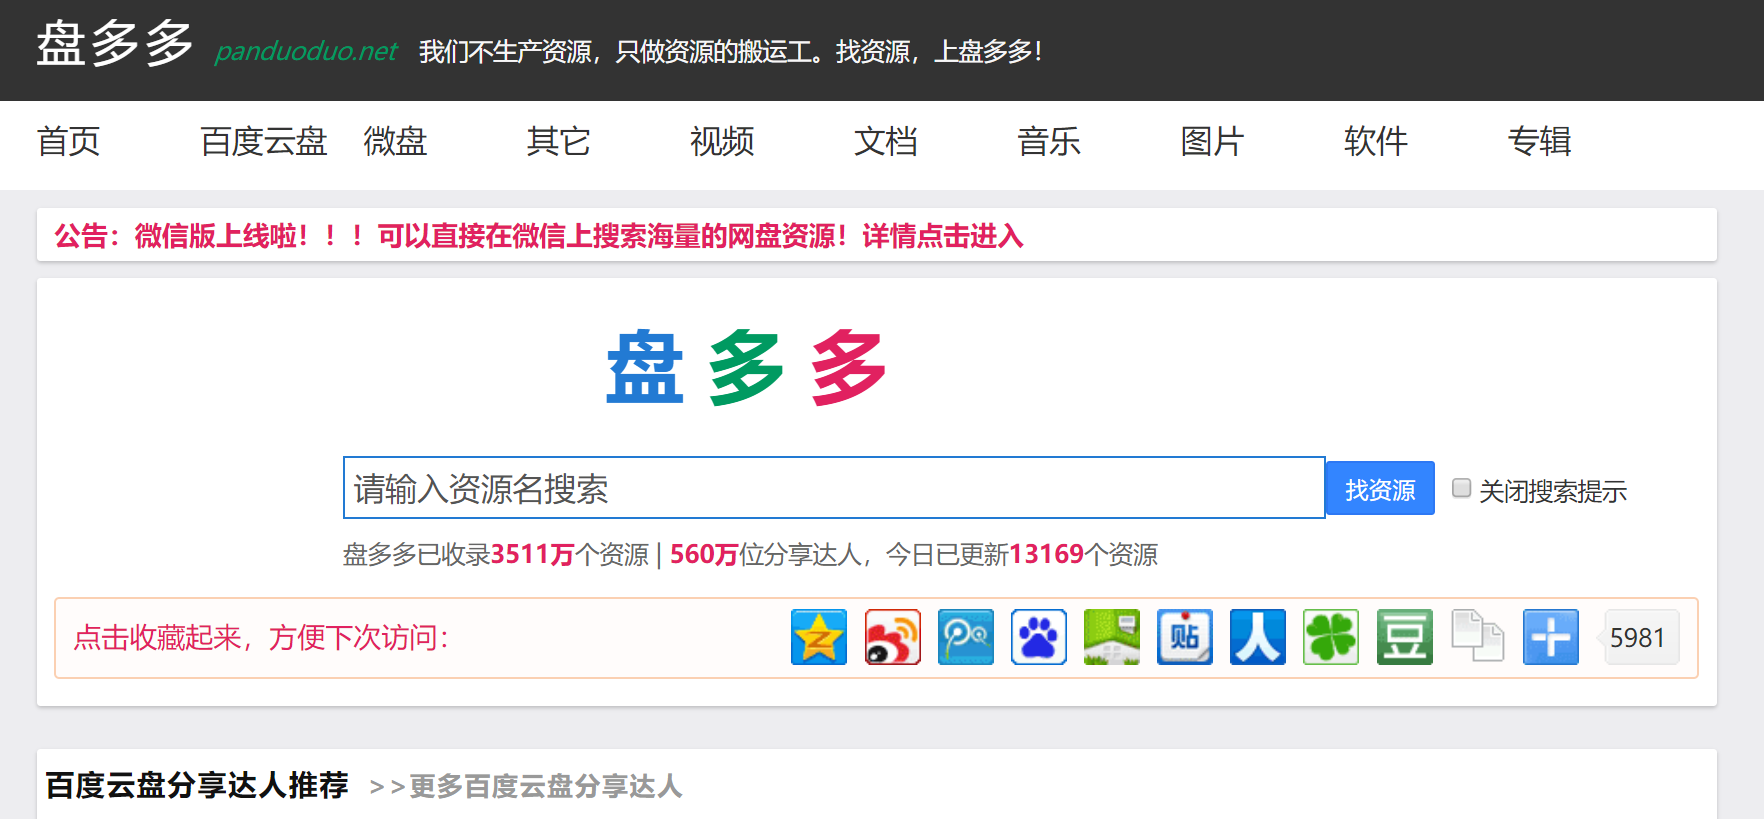 盘多多 panduoduo.net 我们不生产资源，只做资源的搬运工。找资源，上盘多多！
首页 百度云盘 微盘 其它 视频 文档 音乐 图片 软件 专辑
公告：微信版上线啦！！！可以直接在微信上搜索海量的网盘资源！详情点击进入
盘多多
请输入资源名搜索 找资源 关闭搜索提示
盘多多已收录3511万个资源 | 560万位分享达人，今日已更新13169个资源
点击收藏起来，方便下次访问： 贴 人 豆 5981
百度云盘分享达人推荐 >>更多百度云盘分享达人